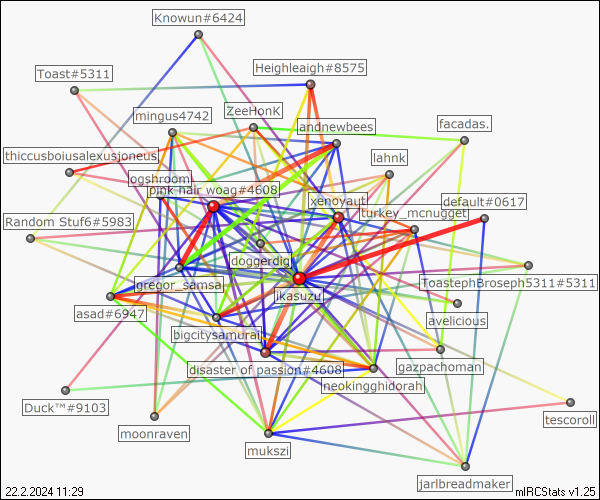 Knowun#6424
Toast#5311
Heighleaigh#8575
mingus4742
ZeeHonK
andnewbees
facadas.
thiccusboiusalexusjoneus
lahnk
logshroom
pink hair woag#4608
xenoyaut
default#0617
turkey_mcnugget
Random Stuf6#5983
doggerdig
gregor_samsa
ToastephBroseph5311#5311
ikasuzu
asad#6947
avelicious
bigcitysamurai
disaster of passion#4608
gazpachoman
neokingghidorah
Duck™#9103
moonraven
tescoroll
mukszi
jarlbreadmaker
22.2.2024 11:29
mIRCStats v1.25